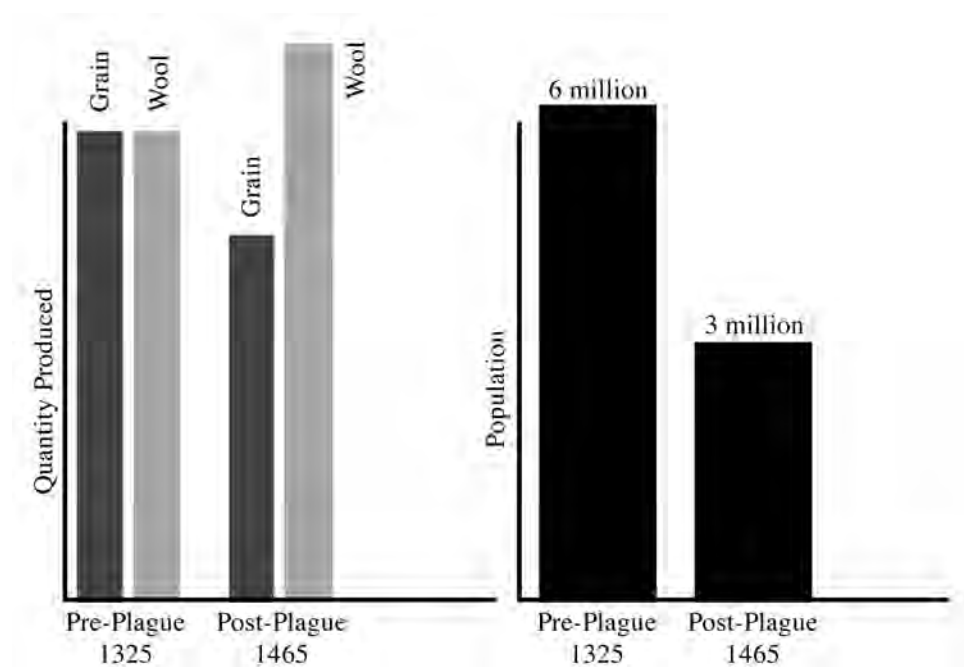 Grain
Wool
Grain
Wool
Quantity Produced
Pre-Plague
1325
Post-Plague
1465
6 million
3 million
Population
Pre-Plague
1325
Post-Plague
1465